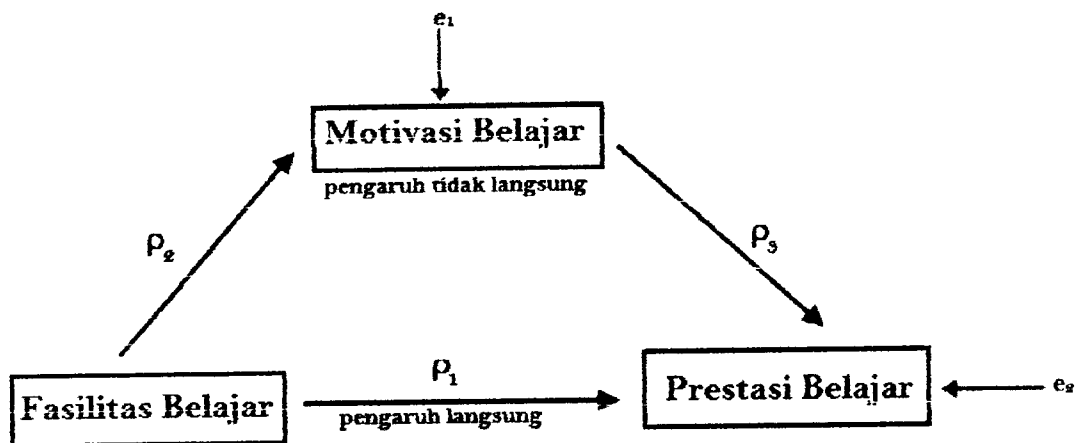 e₁
Motivasi Belajar
pengaruh tidak langsung
ρ₂
ρ₃
ρ₁
Fasilitas Belajar
pengaruh langsung
Prestasi Belajar
e₂